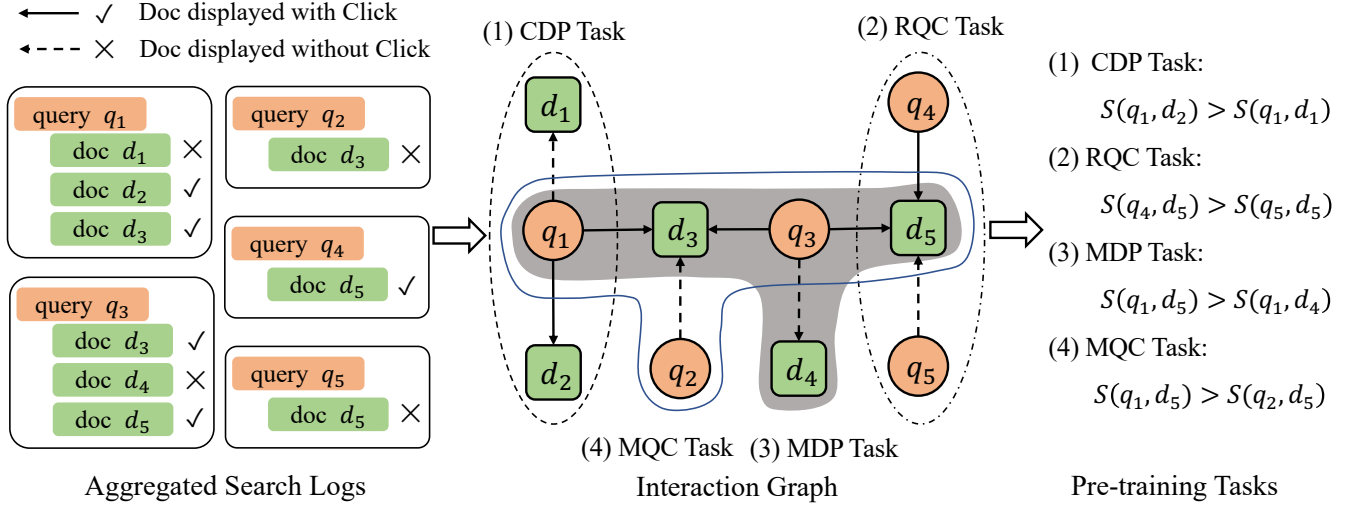 ✓ Doc displayed with Click
× Doc displayed without Click
query q₁
doc d₁ ×
doc d₂ ✓
doc d₃ ✓
query q₂
doc d₃ ×
query q₄
doc d₅ ✓
query q₃
doc d₃ ✓
doc d₄ ×
doc d₅ ✓
query q₅
doc d₅ ×
Aggregated Search Logs
(1) CDP Task
(2) RQC Task
d₁
q₄
q₁
d₃
q₃
d₅
d₂
q₂
d₄
q₅
(4) MQC Task
(3) MDP Task
Interaction Graph
(1) CDP Task:
S(q₁, d₂) > S(q₁, d₁)
(2) RQC Task:
S(q₄, d₅) > S(q₅, d₅)
(3) MDP Task:
S(q₁, d₅) > S(q₁, d₄)
(4) MQC Task:
S(q₁, d₅) > S(q₂, d₅)
Pre-training Tasks